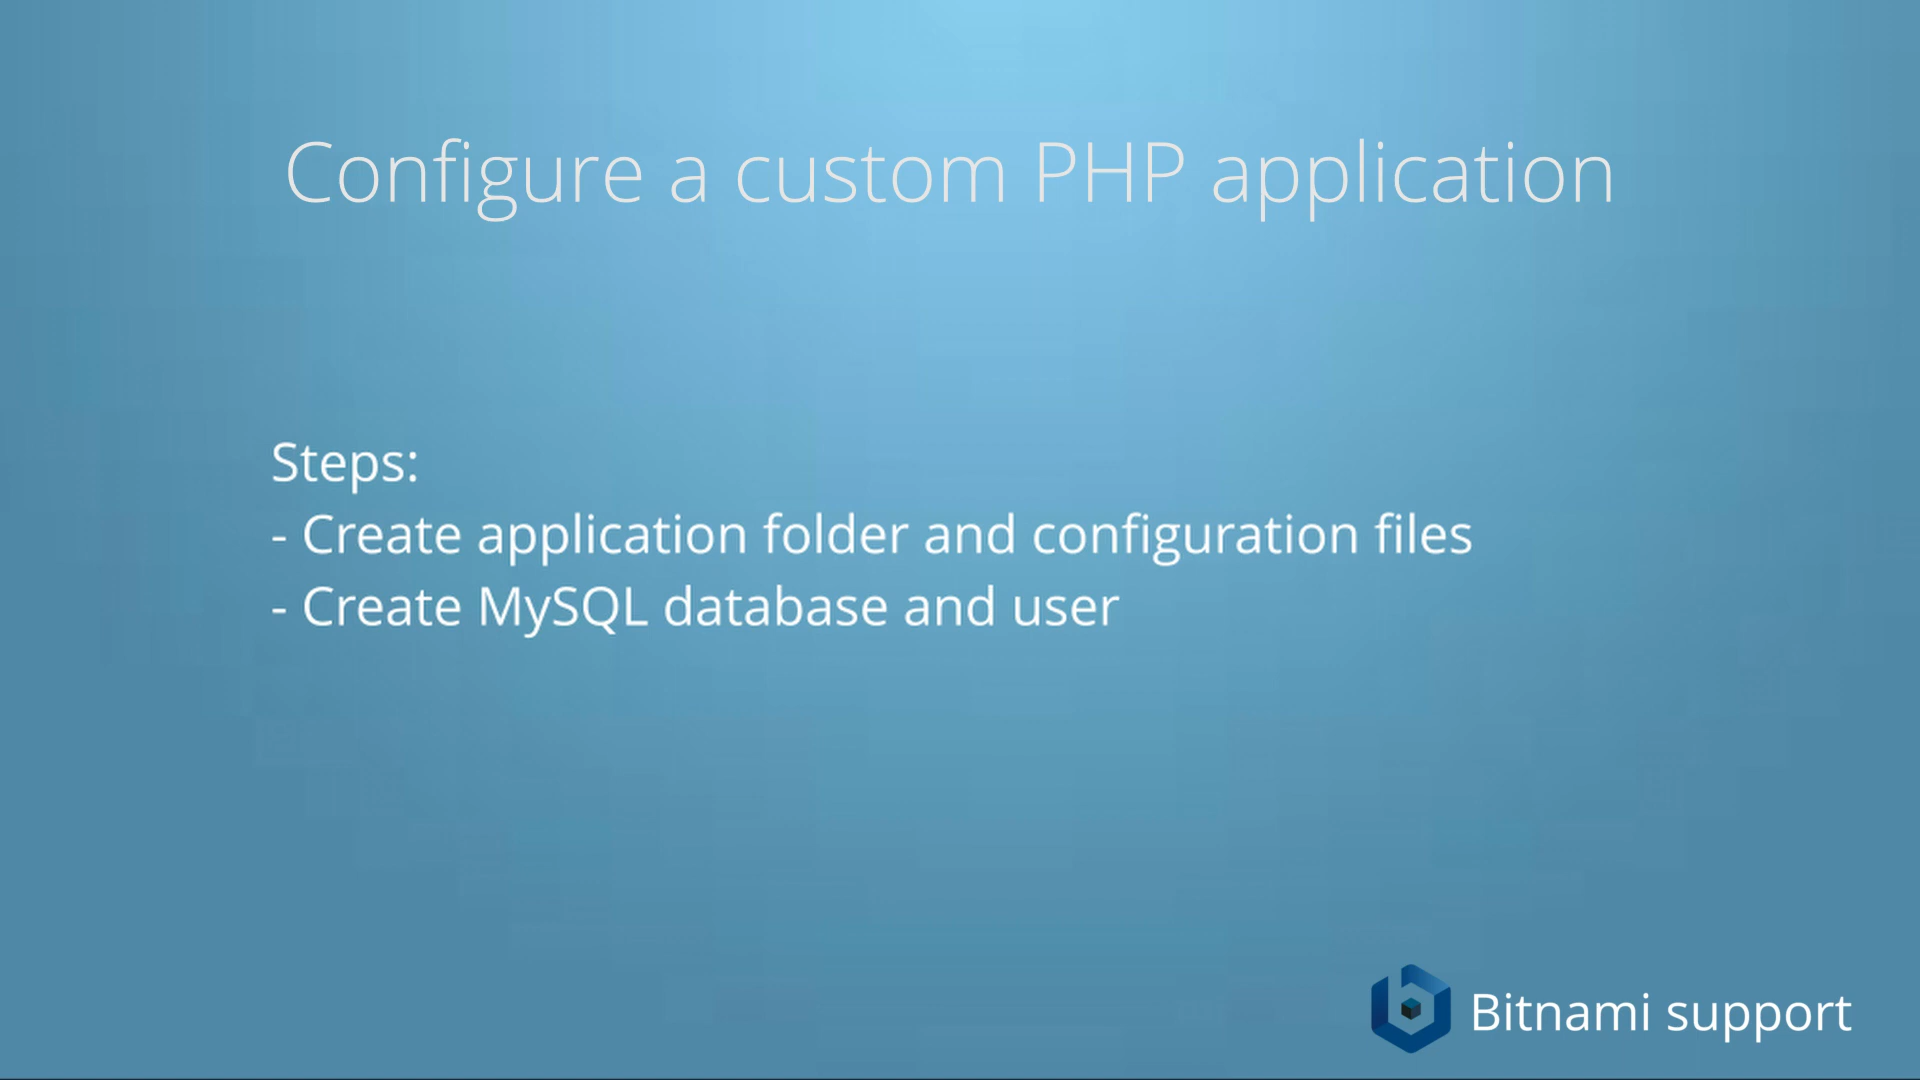 Configure a custom PHP application
Steps:
- Create application folder and configuration files
- Create MySQL database and user
Bitnami support